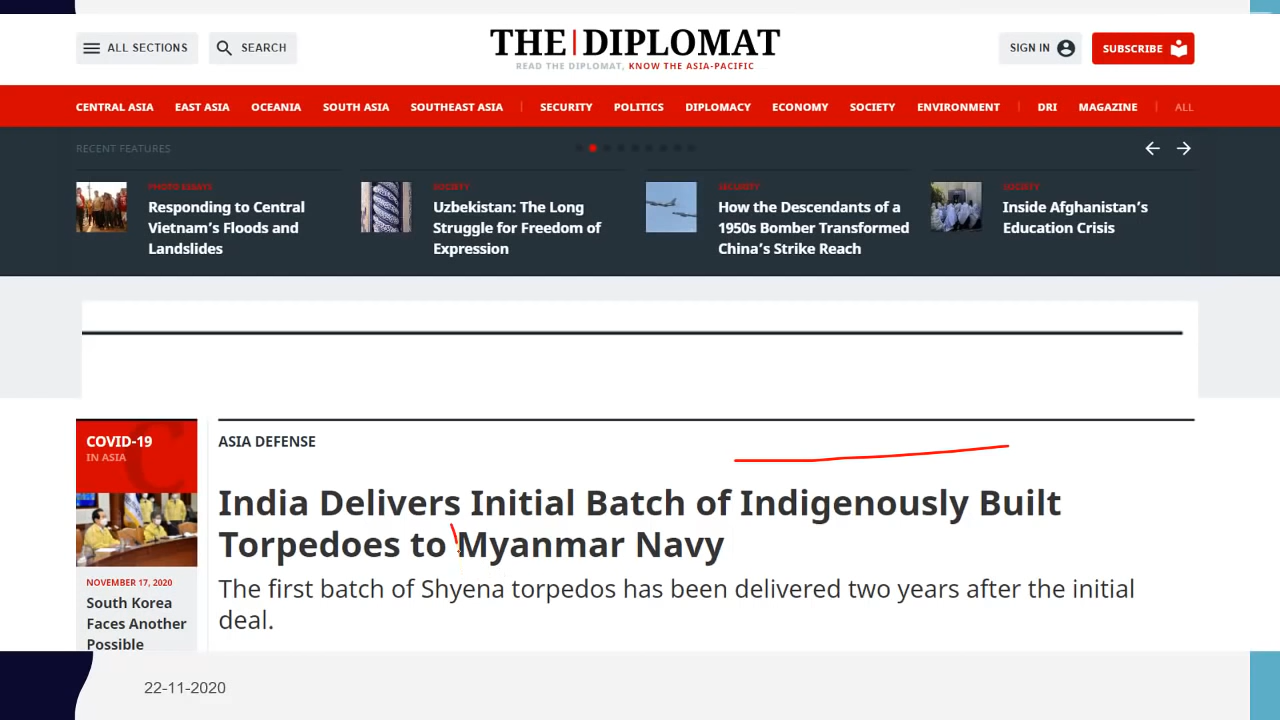 ALL SECTIONS
SEARCH
THE DIPLOMAT
READ THE DIPLOMAT, KNOW THE ASIA-PACIFIC
SIGN IN
SUBSCRIBE
CENTRAL ASIA EAST ASIA OCEANIA SOUTH ASIA SOUTHEAST ASIA | SECURITY POLITICS DIPLOMACY ECONOMY SOCIETY ENVIRONMENT | DRI MAGAZINE | ALL
RECENT FEATURES
PHOTO ESSAYS
Responding to Central
Vietnam's Floods and
Landslides
SOCIETY
Uzbekistan: The Long
Struggle for Freedom of
Expression
SECURITY
How the Descendants of a
1950s Bomber Transformed
China's Strike Reach
SOCIETY
Inside Afghanistan's
Education Crisis
COVID-19
IN ASIA
NOVEMBER 17, 2020
South Korea
Faces Another
Possible
ASIA DEFENSE
India Delivers Initial Batch of Indigenously Built
Torpedoes to Myanmar Navy
The first batch of Shyena torpedos has been delivered two years after the initial
deal.
22-11-2020